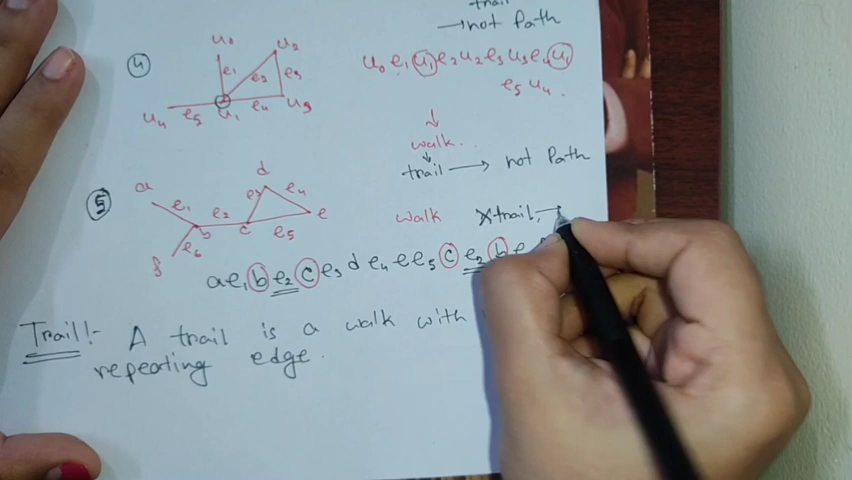 trail
→ not Path
4
u₀
u₂
e₁
e₂
e₃
u₄
e₅
u₁
e₄
u₃
u₀ e₁ u₁ e₂ u₂ e₃ u₃ e₄ u₁
e₅ u₄.
↓
walk.
↓
trail → not Path
5
a
d
e₁
e₂
e₃
e₄
b
c
e
e₅
e₆
f
walk X trail, →
a e₁ b e₂ c e₃ d e₄ e e₅ c e₂ b e
Trail:- A trail is a walk with
repeating edge.